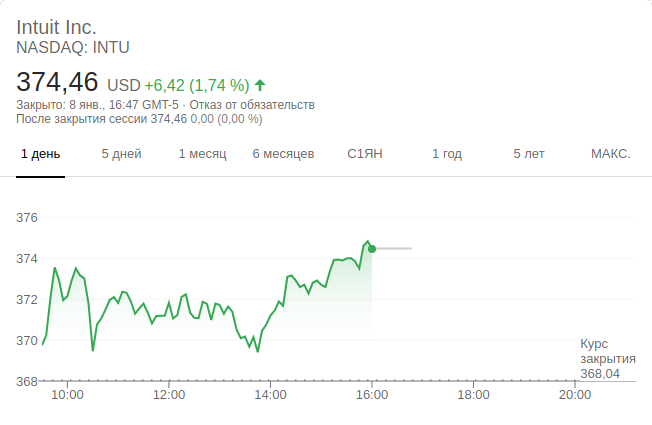 Intuit Inc.
NASDAQ: INTU
374,46 USD +6,42 (1,74 %)
Закрыто: 8 янв., 16:47 GMT-5 · Отказ от обязательств
После закрытия сессии 374,46 0,00 (0,00 %)
1 день 5 дней 1 месяц 6 месяцев С1ЯН 1 год 5 лет МАКС.
376
374
372
370
368
Курс
закрытия
368,04
10:00 12:00 14:00 16:00 18:00 20:00